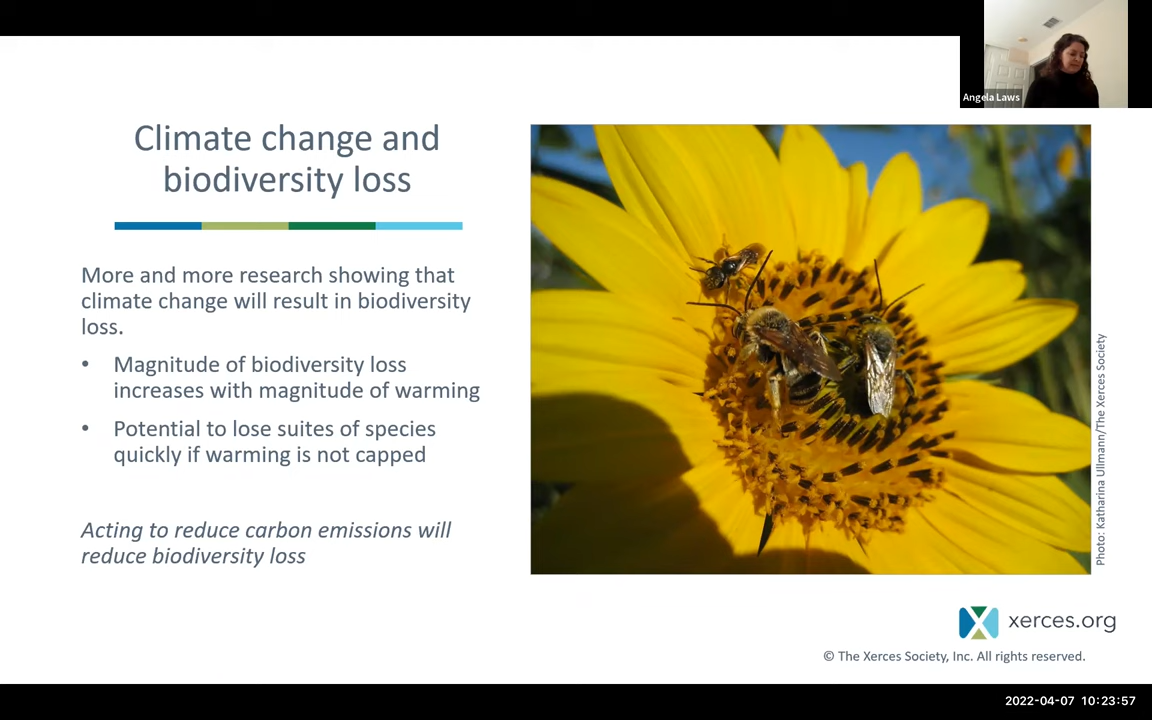 Angela Laws
Climate change and
biodiversity loss
More and more research showing that
climate change will result in biodiversity
loss.
• Magnitude of biodiversity loss
increases with magnitude of warming
• Potential to lose suites of species
quickly if warming is not capped
Acting to reduce carbon emissions will
reduce biodiversity loss
Photo: Katharina Ullmann/The Xerces Society
xerces.org
© The Xerces Society, Inc. All rights reserved.
2022-04-07 10:23:57